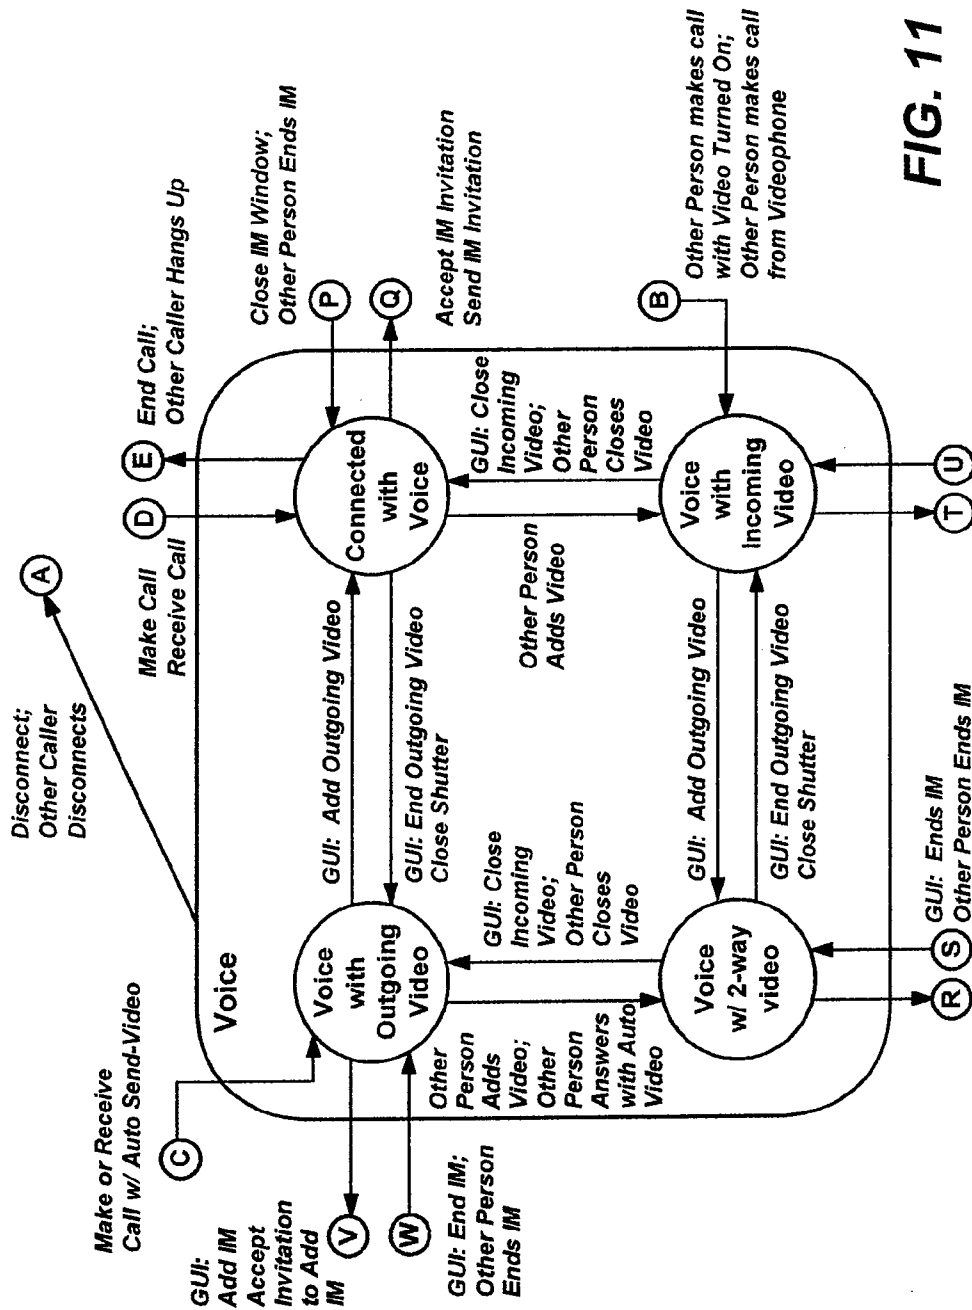 Disconnect;
Other Caller
Disconnects
A
Make or Receive
Call w/ Auto Send-Video
C
Make Call
Receive Call
D
E
End Call;
Other Caller Hangs Up
Voice
GUI:
Add IM
Accept
Invitation
to Add
IM
V
W
GUI: End IM;
Other Person
Ends IM
Voice
with
Outgoing
Video
GUI: Add Outgoing Video
GUI: End Outgoing Video
Close Shutter
Connected
with
Voice
Close IM Window;
Other Person Ends IM
P
Q
Accept IM Invitation
Send IM Invitation
Other
Person
Adds
Video;
Other
Person
Answers
with Auto
Video
GUI: Close
Incoming
Video;
Other Person
Closes
Video
Other Person
Adds Video
GUI: Close
Incoming
Video;
Other
Person
Closes
Video
Voice
w/ 2-way
video
GUI: Add Outgoing Video
GUI: End Outgoing Video
Close Shutter
Voice
with
Incoming
Video
B
Other Person makes call
with Video Turned On;
Other Person makes call
from Videophone
R
S
GUI: Ends IM
Other Person Ends IM
T
U
FIG. 11